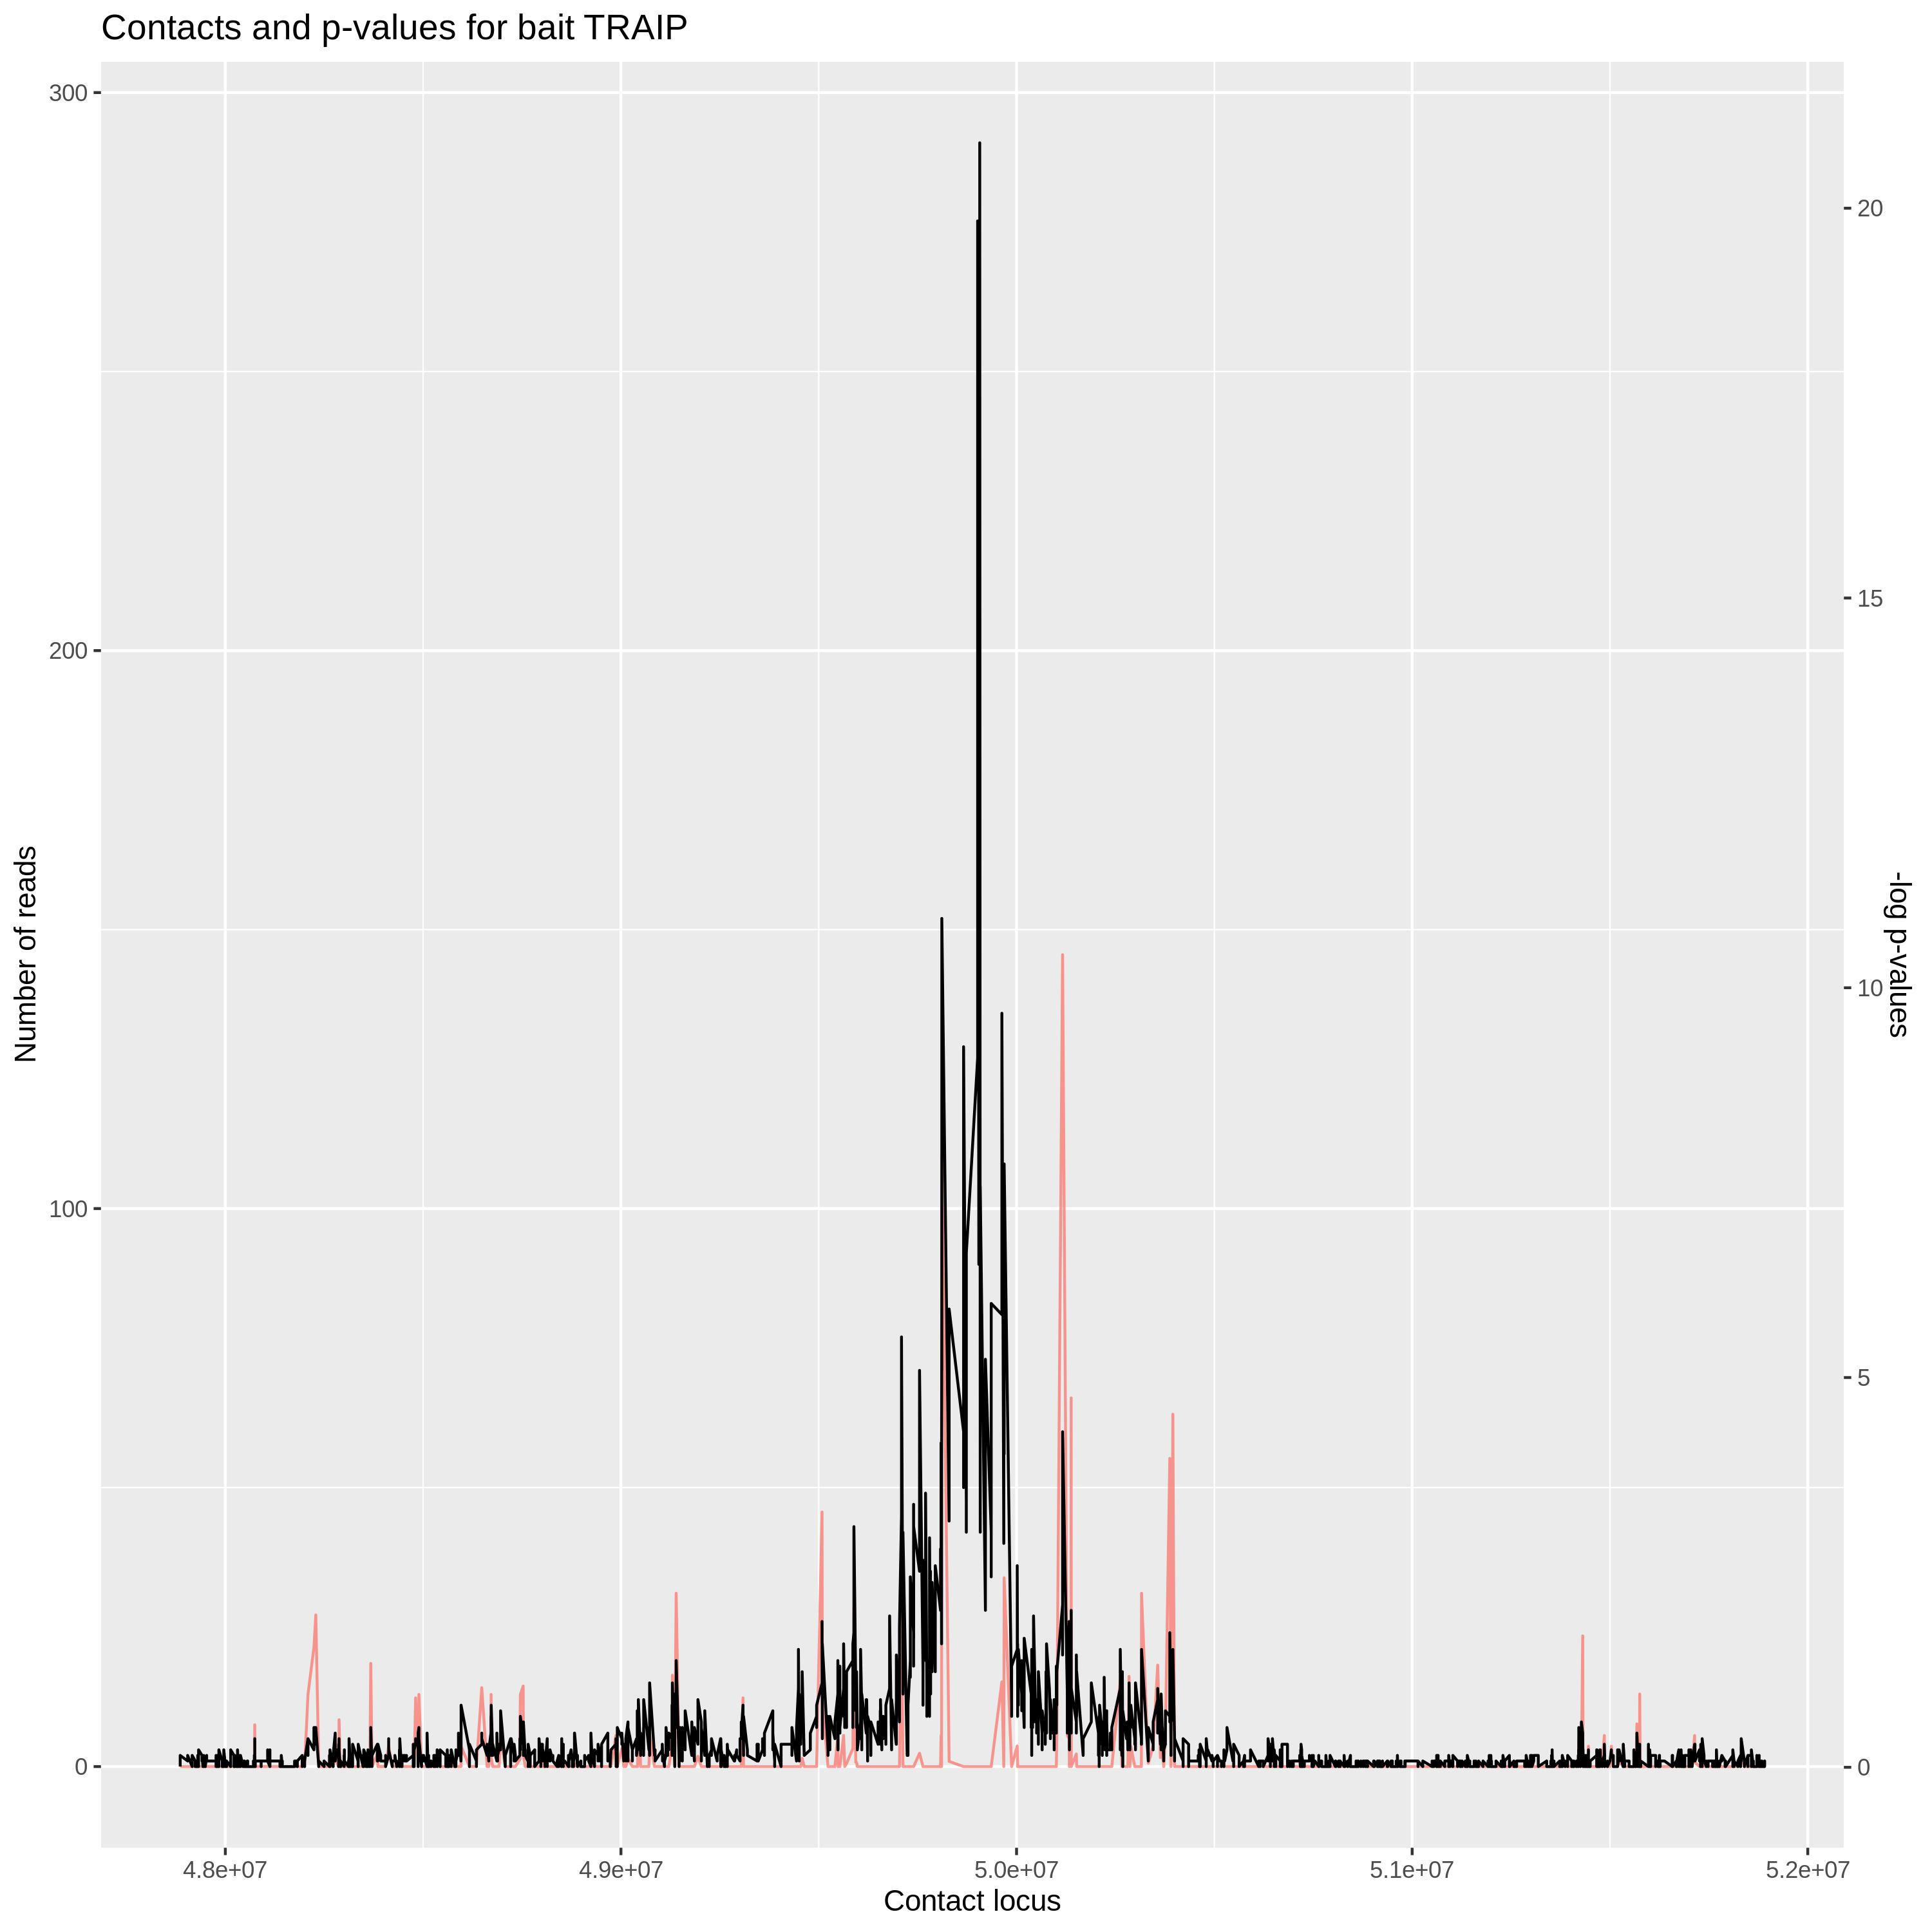 Contacts and p-values for bait TRAIP
300
200
100
0
Number of reads
20
15
10
5
0
-log p-values
4.8e+07
4.9e+07
5.0e+07
5.1e+07
5.2e+07
Contact locus